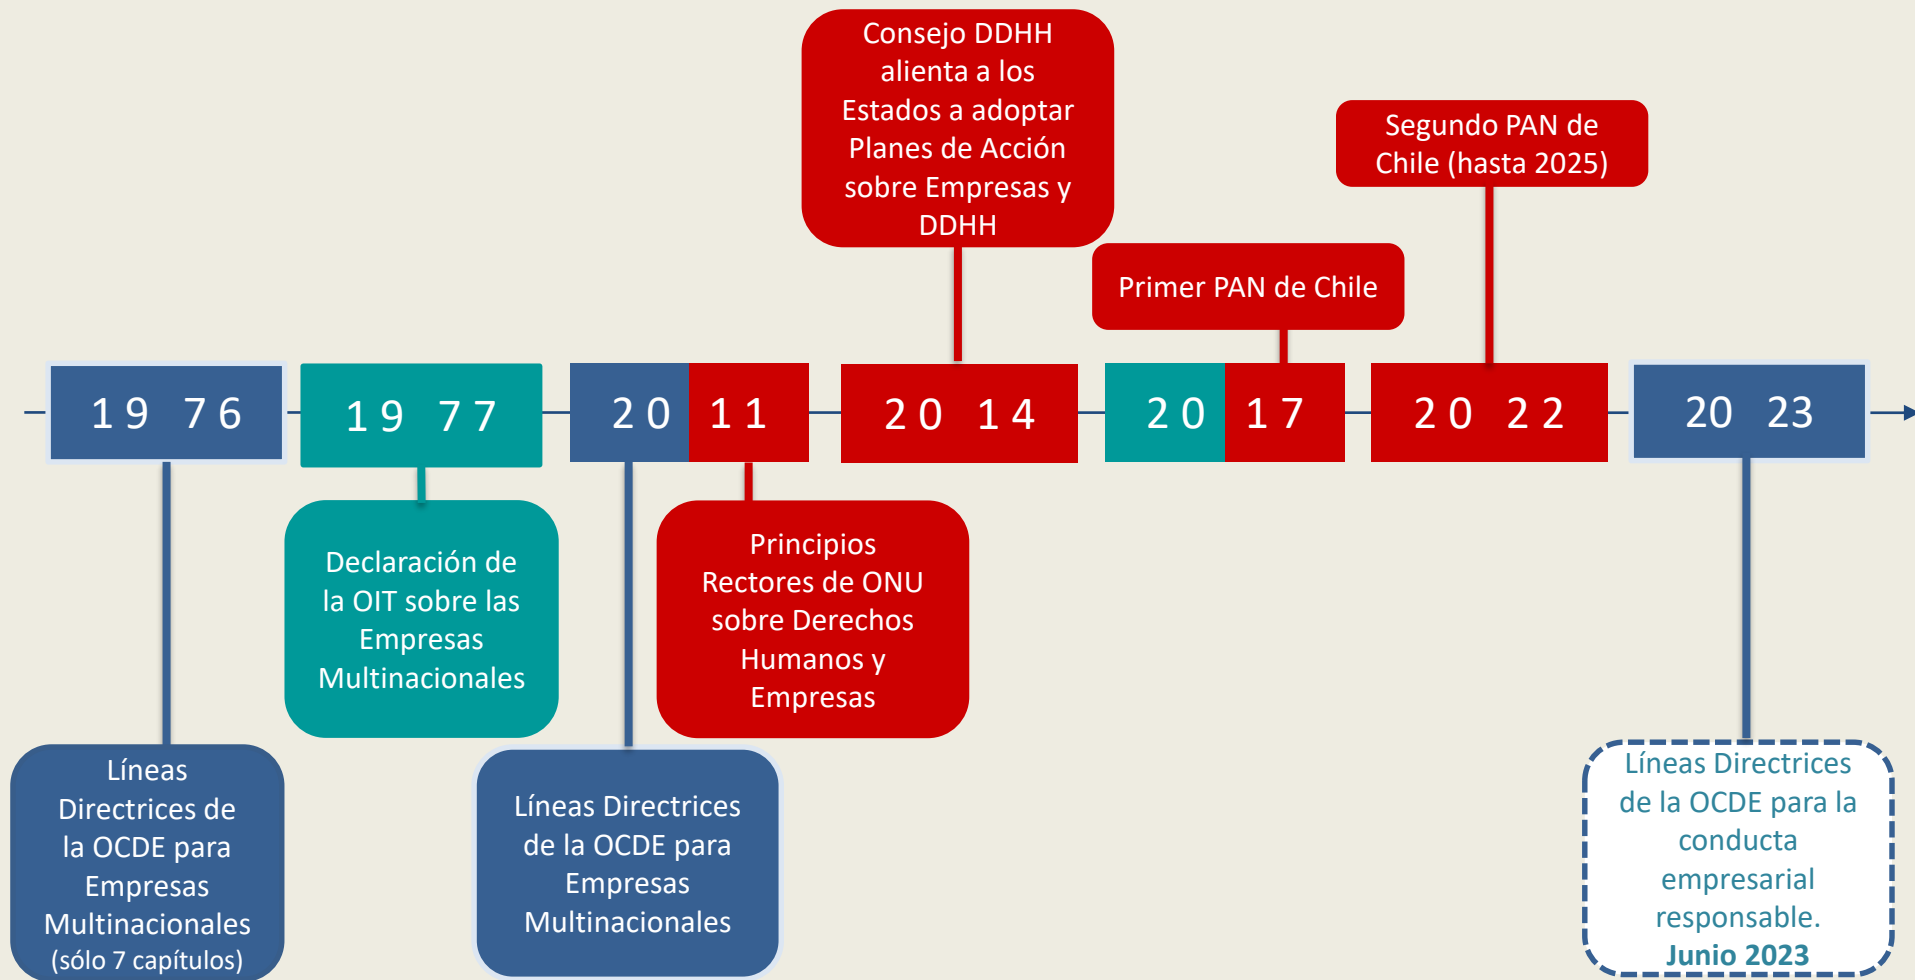 Consejo DDHH
alienta a los
Estados a adoptar
Planes de Acción
sobre Empresas y
DDHH
Segundo PAN de
Chile (hasta 2025)
Primer PAN de Chile
19 76
19 77
20 11
20 14
20 17
20 22
20 23
Declaración de
la OIT sobre las
Empresas
Multinacionales
Principios
Rectores de ONU
sobre Derechos
Humanos y
Empresas
Líneas
Directrices de
la OCDE para
Empresas
Multinacionales
(sólo 7 capítulos)
Líneas Directrices
de la OCDE para
Empresas
Multinacionales
Líneas Directrices
de la OCDE para la
conducta
empresarial
responsable.
Junio 2023